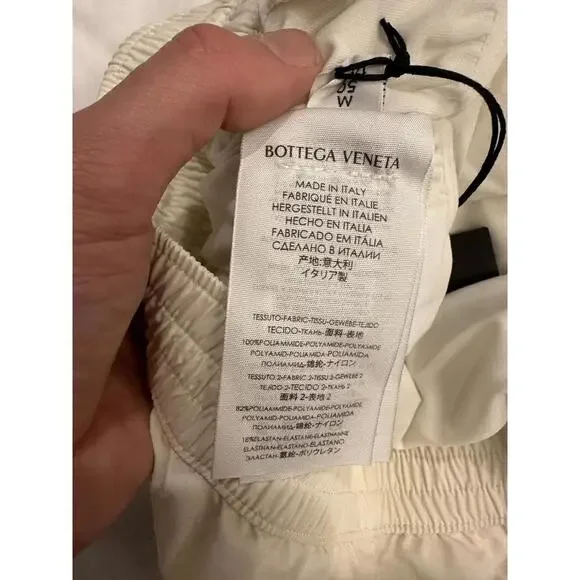 M
50
BOTTEGA VENETA
MADE IN ITALY
FABRIQUÉ EN ITALIE
HERGESTELLT IN ITALIEN
HECHO EN ITALIA
FABRICADO EM ITÁLIA
СДЕЛАНО В ИТАЛИИ
产地:意大利
イタリア製
TESSUTO-FABRIC-TISSU-GEWEBE-TEJIDO
TECIDO-ТКАНЬ-面料-表地
100%POLIAMMIDE-POLYAMIDE-POLYAMIDE
POLYAMID-POLIAMIDA-POLIAMIDA
ПОЛИАМИД-锦纶-ナイロン
TESSUTO 2-FABRIC 2-TISSU 2-GEWEBE 2
TEJIDO 2-TECIDO 2-ТКАНЬ 2
面料 2-表地 2
82%POLIAMMIDE-POLYAMIDE-POLYAMIDE
POLYAMID-POLIAMIDA-POLIAMIDA
ПОЛИАМИД-锦纶-ナイロン
18%ELASTAN-ELASTANE-ELASTHANNE
ELASTHAN-ELASTANO-ELASTANO
ЭЛАСТАН-氨纶-ポリウレタン